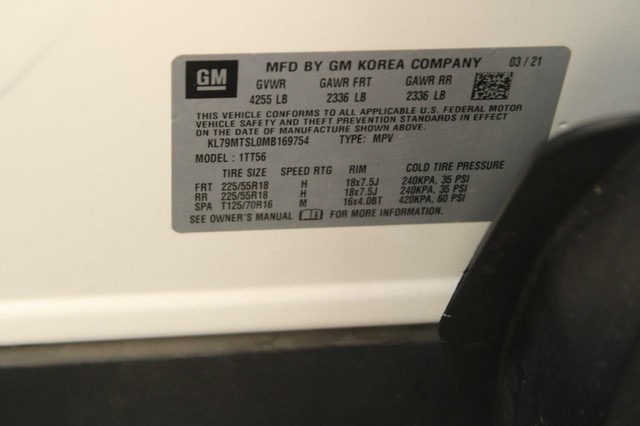 GM MFD BY GM KOREA COMPANY 03 / 21
GVWR GAWR FRT GAWR RR
4255 LB 2336 LB 2336 LB
THIS VEHICLE CONFORMS TO ALL APPLICABLE U.S. FEDERAL MOTOR
VEHICLE SAFETY AND THEFT PREVENTION STANDARDS IN EFFECT ON
THE DATE OF MANUFACTURE SHOWN ABOVE.
KL79MTSL0MB169754 TYPE: MPV
MODEL : 1TT56
TIRE SIZE SPEED RTG RIM COLD TIRE PRESSURE
FRT 225/55R18 H 18x7.5J 240KPA, 35 PSI
RR 225/55R18 H 18x7.5J 240KPA, 35 PSI
SPA T125/70R16 M 16x4.0BT 420KPA, 60 PSI
SEE OWNER'S MANUAL FOR MORE INFORMATION.